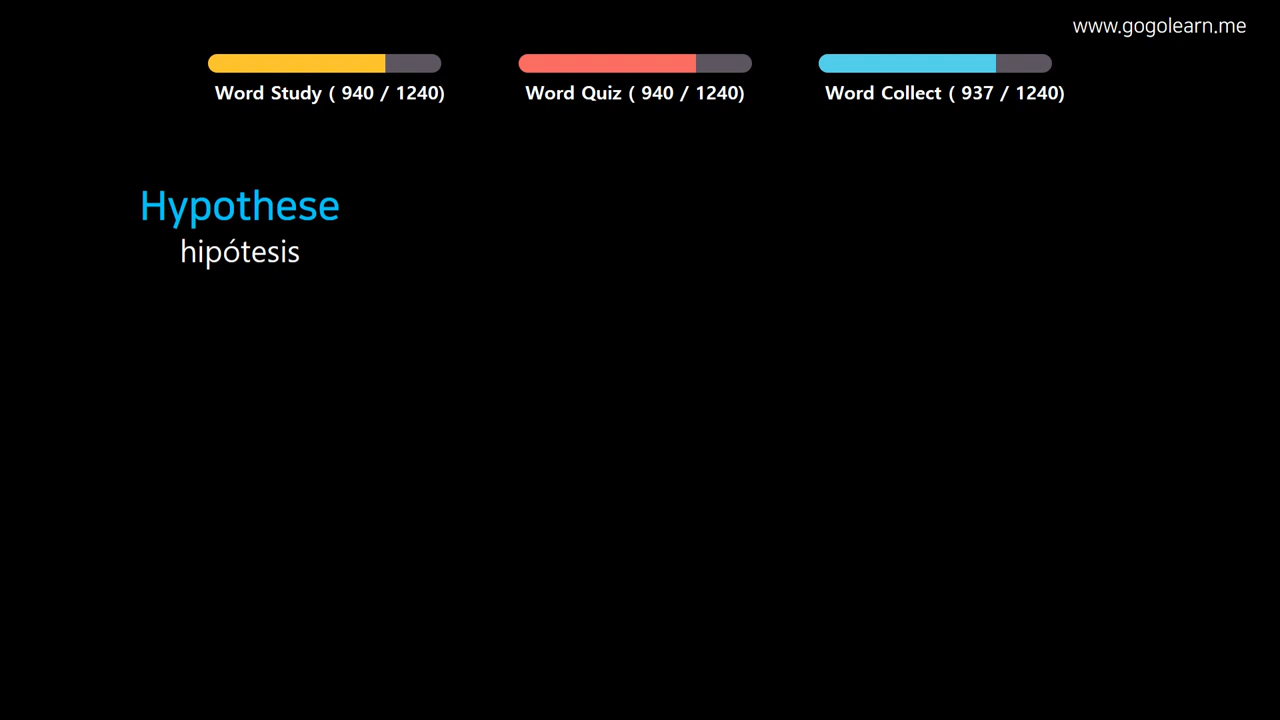 www.gogolearn.me
Word Study ( 940 / 1240)
Word Quiz ( 940 / 1240)
Word Collect ( 937 / 1240)
Hypothese
hipótesis